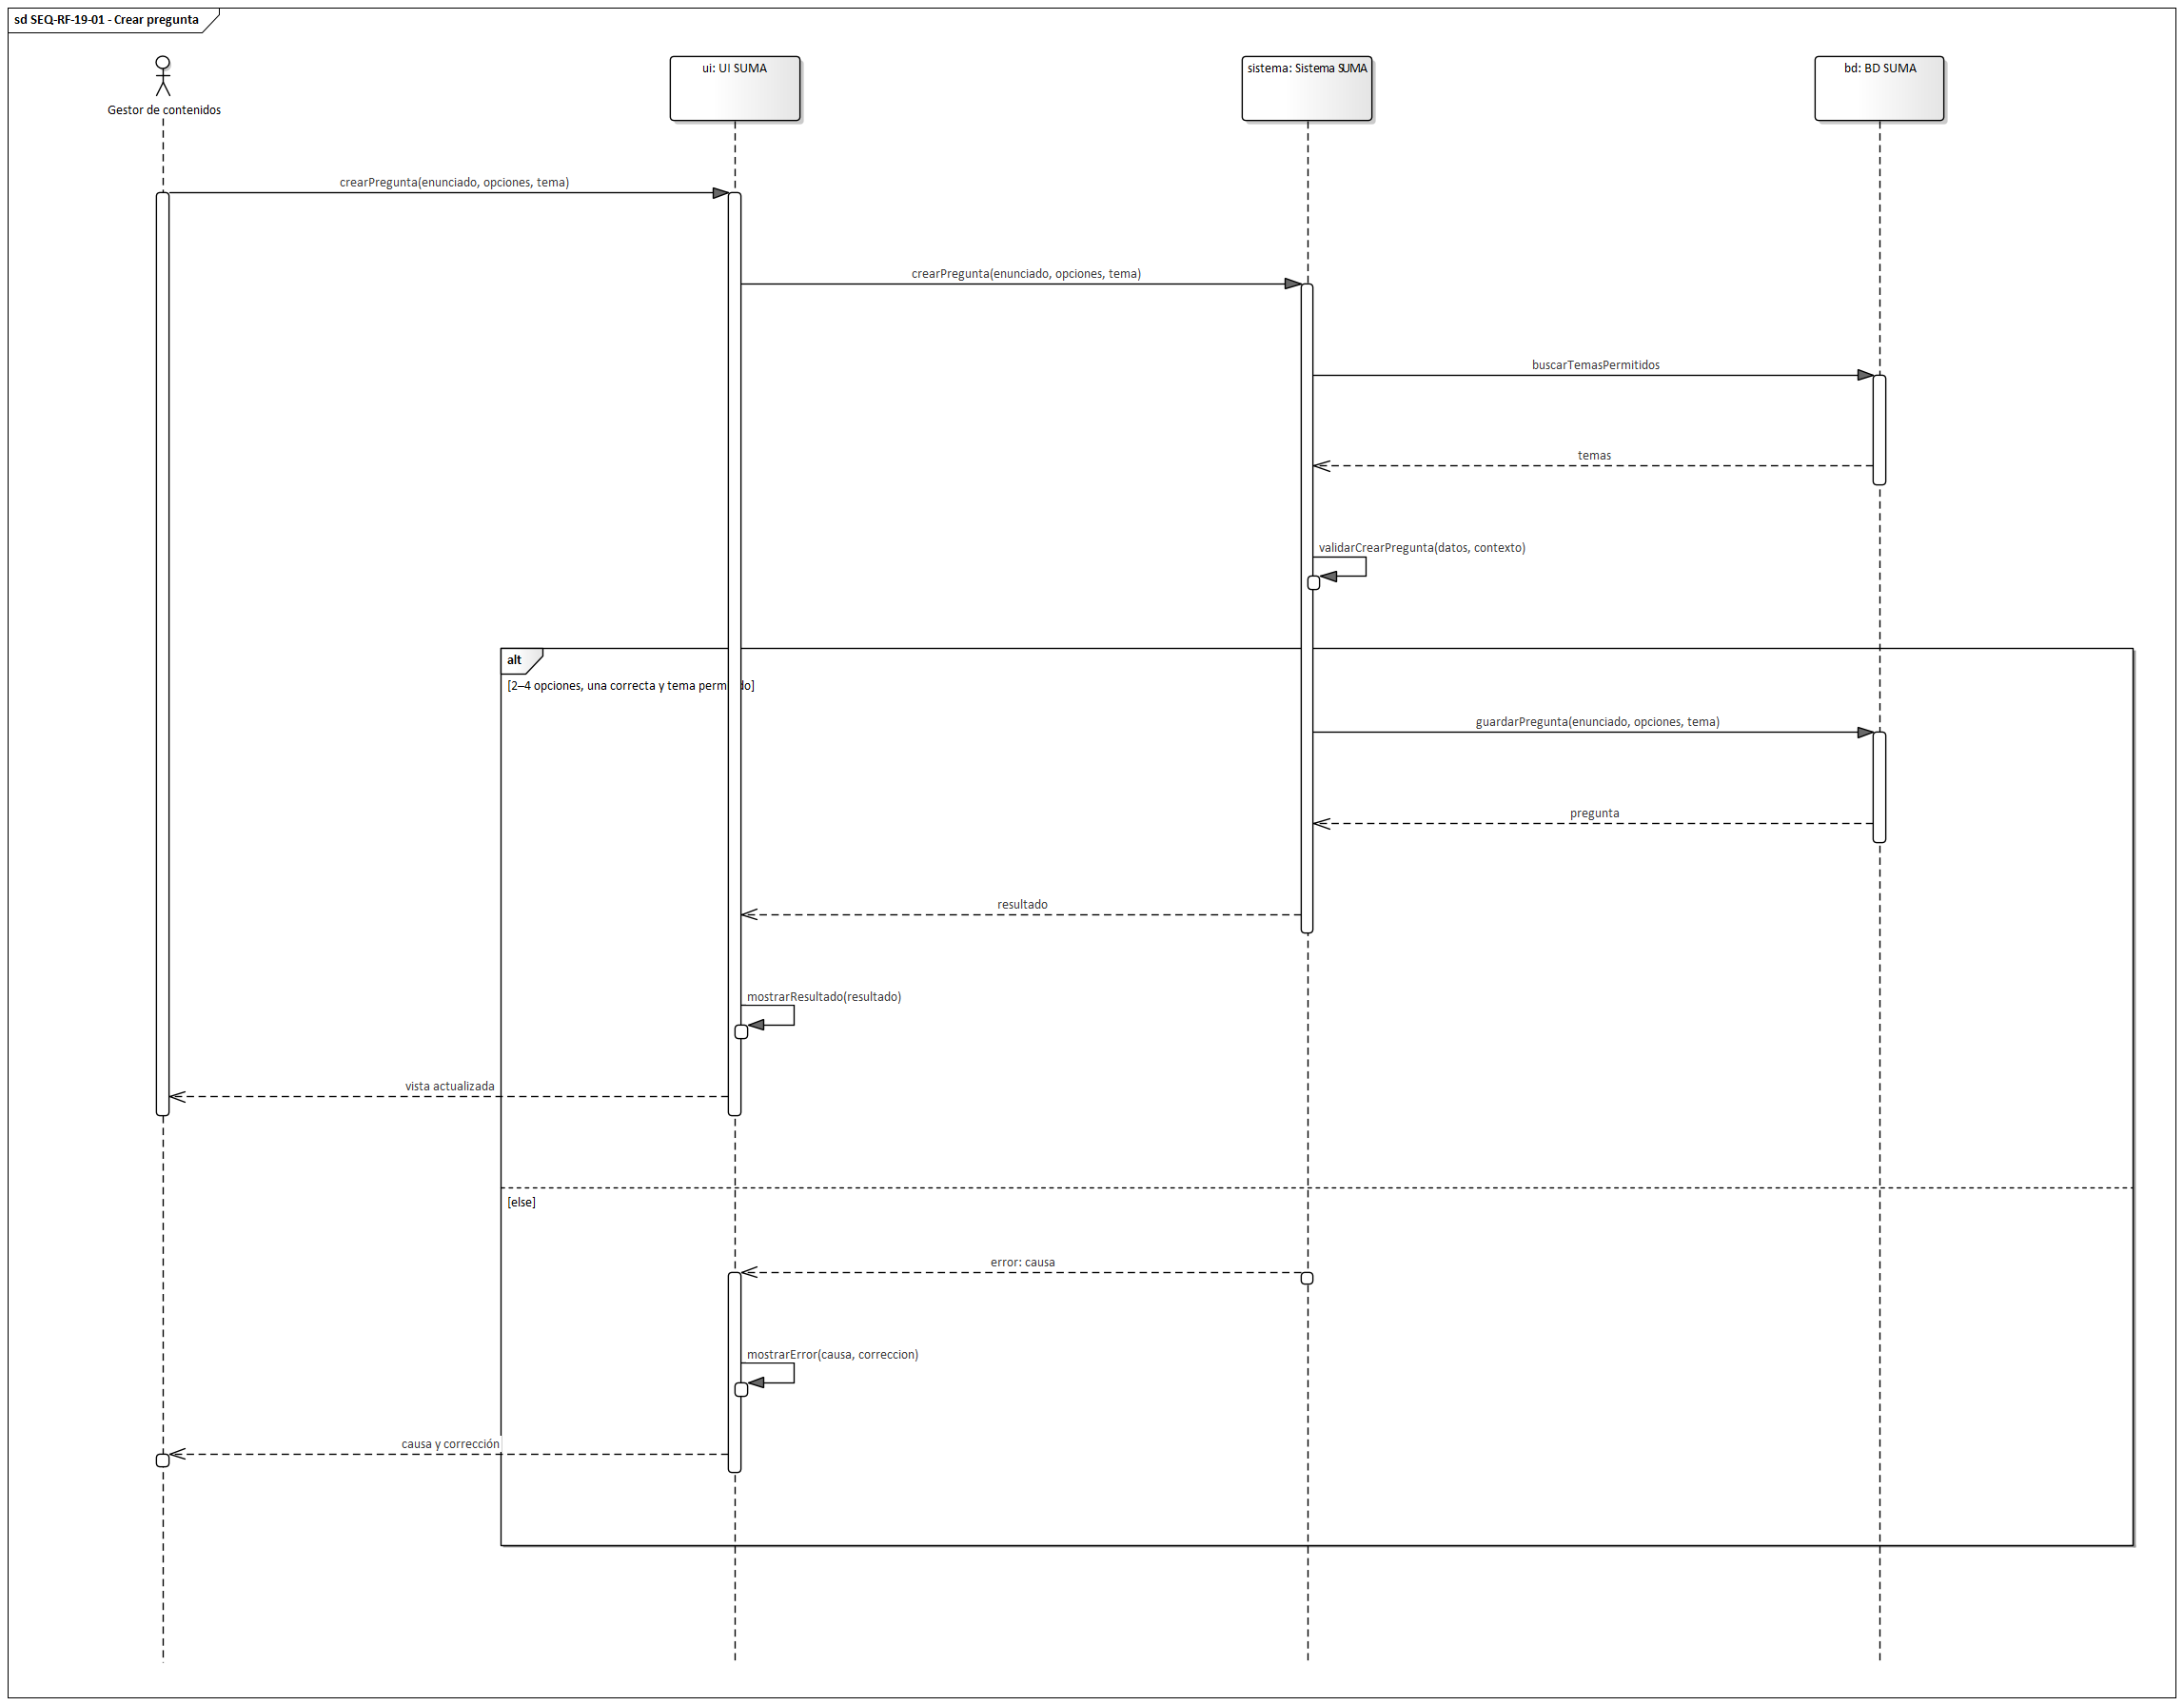 sd SEQ-RF-19-01 - Crear pregunta
Gestor de contenidos
ui: UI SUMA
sistema: Sistema SUMA
bd: BD SUMA
crearPregunta(enunciado, opciones, tema)
crearPregunta(enunciado, opciones, tema)
buscarTemasPermitidos
temas
validarCrearPregunta(datos, contexto)
alt
[2–4 opciones, una correcta y tema perm do]
guardarPregunta(enunciado, opciones, tema)
pregunta
resultado
mostrarResultado(resultado)
vista actualizada
[else]
error: causa
mostrarError(causa, correccion)
causa y corrección